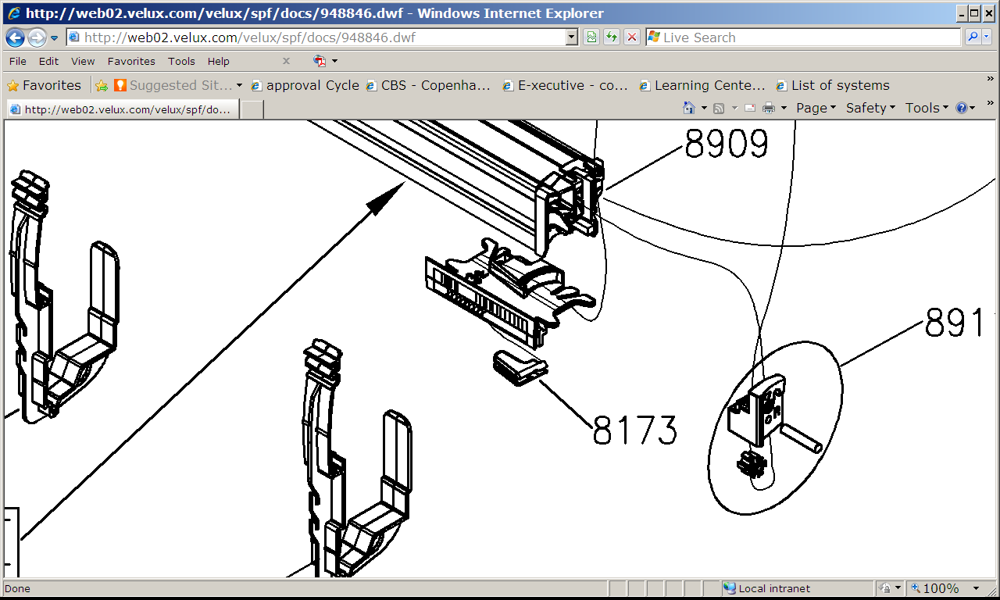 http://web02.velux.com/velux/spf/docs/948846.dwf - Windows Internet Explorer
http://web02.velux.com/velux/spf/docs/948846.dwf Live Search
File Edit View Favorites Tools Help x
Favorites Suggested Sit... approval Cycle CBS - Copenha... E-xecutive - co... Learning Cente... List of systems
http://web02.velux.com/velux/spf/do... Page Safety Tools
8909
891
8173
OR
Done Local intranet 100%